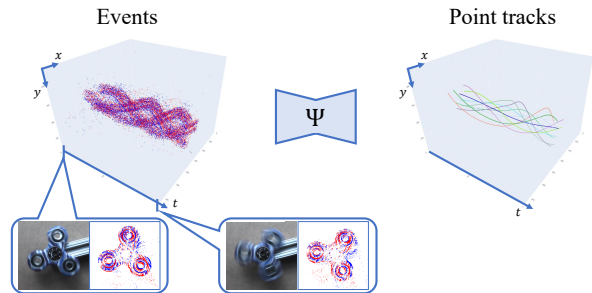 Events
Point tracks
x
y
t
Ψ
x
y
t